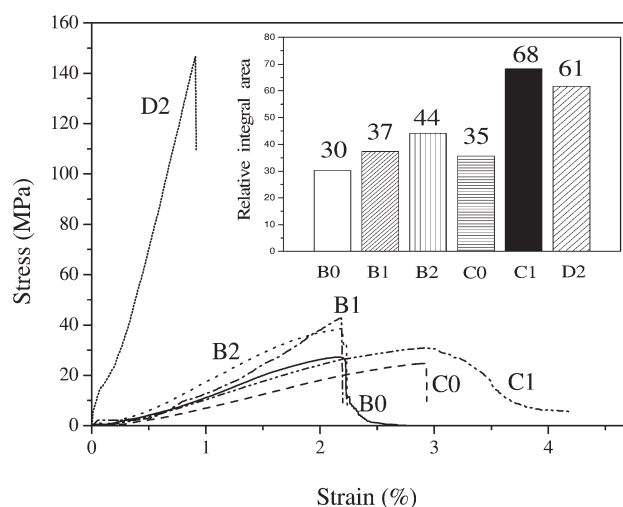 160
140
120
100
80
60
40
20
0
Stress (MPa)
0 1 2 3 4
Strain (%)
D2
B2
B1
B0
C0
C1
80
70
60
50
40
30
20
10
0
Relative integral area
30 37 44 35 68 61
B0 B1 B2 C0 C1 D2